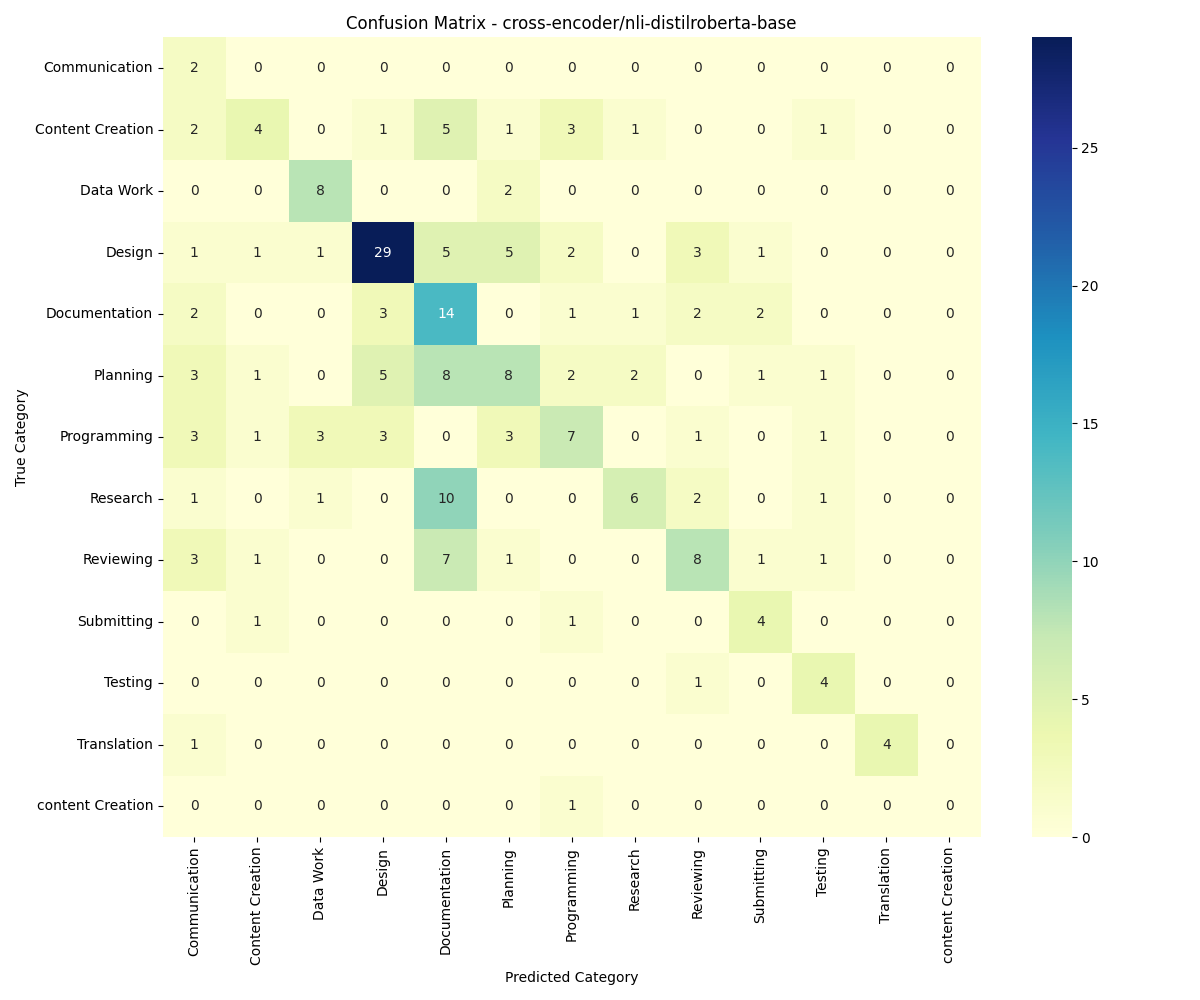 Confusion Matrix - cross-encoder/nli-distilroberta-base
True Category
Communication 2 0 0 0 0 0 0 0 0 0 0 0 0
Content Creation 2 4 0 1 5 1 3 1 0 0 1 0 0
Data Work 0 0 8 0 0 2 0 0 0 0 0 0 0
Design 1 1 1 29 5 5 2 0 3 1 0 0 0
Documentation 2 0 0 3 14 0 1 1 2 2 0 0 0
Planning 3 1 0 5 8 8 2 2 0 1 1 0 0
Programming 3 1 3 3 0 3 7 0 1 0 1 0 0
Research 1 0 1 0 10 0 0 6 2 0 1 0 0
Reviewing 3 1 0 0 7 1 0 0 8 1 1 0 0
Submitting 0 1 0 0 0 0 1 0 0 4 0 0 0
Testing 0 0 0 0 0 0 0 0 1 0 4 0 0
Translation 1 0 0 0 0 0 0 0 0 0 0 4 0
content Creation 0 0 0 0 0 0 1 0 0 0 0 0 0
Communication
Content Creation
Data Work
Design
Documentation
Planning
Programming
Research
Reviewing
Submitting
Testing
Translation
content Creation
Predicted Category
25
20
15
10
5
0